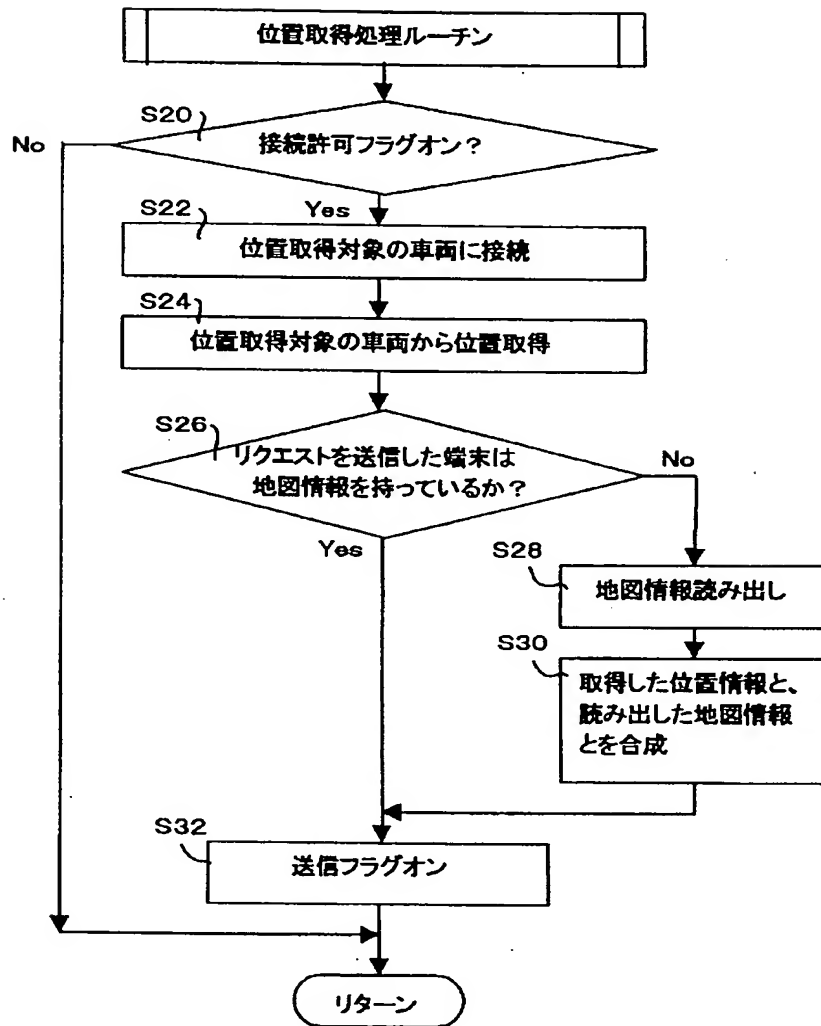 位置取得処理ルーチン
S20
No
接続許可フラグオン？
S22
Yes
位置取得対象の車両に接続
S24
位置取得対象の車両から位置取得
S26
リクエストを送信した端末は
地図情報を持っているか？
No
Yes
S28
地図情報読み出し
S30
取得した位置情報と、
読み出した地図情報
とを合成
S32
送信フラグオン
リターン